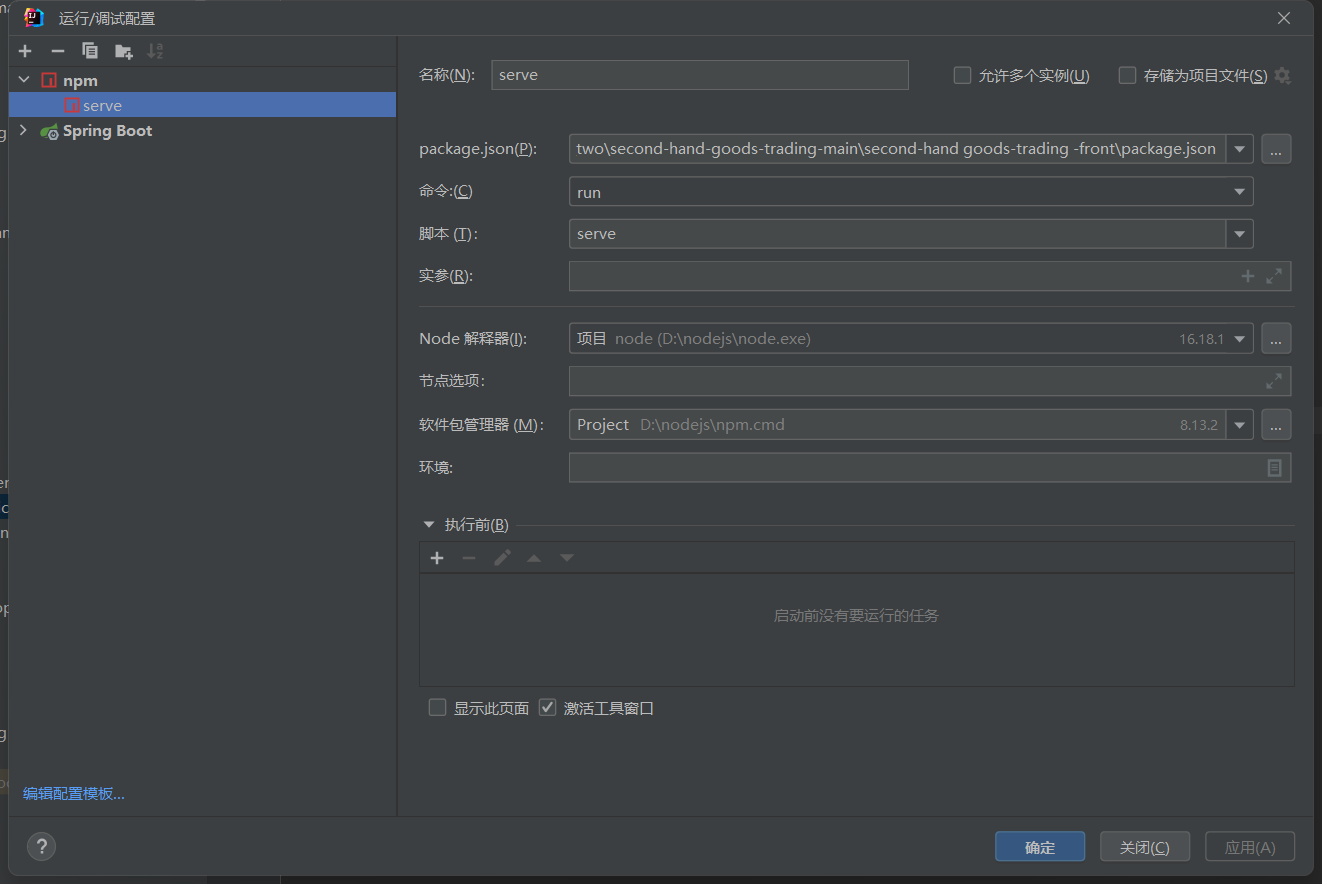 运行/调试配置
npm
serve
Spring Boot
编辑配置模板...
名称(N):
serve
允许多个实例(U)
存储为项目文件(S)
package.json(P):
two\second-hand-goods-trading-main\second-hand goods-trading -front\package.json
...
命令:(C)
run
脚本 (T):
serve
实参(R):
Node 解释器(I):
项目 node (D:\nodejs\node.exe) 16.18.1
...
节点选项:
软件包管理器 (M):
Project D:\nodejs\npm.cmd 8.13.2
...
环境:
执行前(B)
启动前没有要运行的任务
显示此页面
激活工具窗口
?
确定
关闭(C)
应用(A)